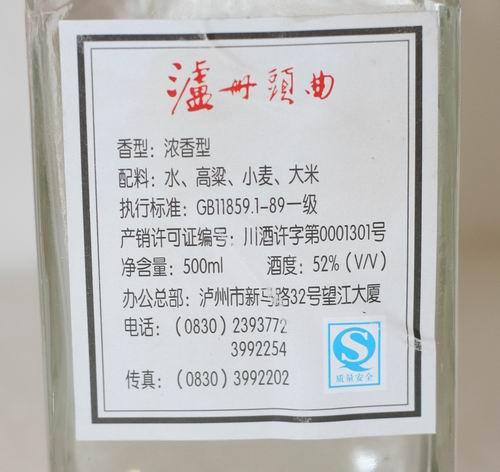 瀘州頭曲
香型：浓香型
配料：水、高粱、小麦、大米
执行标准：GB11859.1-89一级
产销许可证编号：川酒许字第0001301号
净含量：500ml 酒度：52%（V/V）
办公总部：泸州市新马路32号望江大厦
电话：（0830）2393772
3992254
传真：（0830）3992202
质量安全